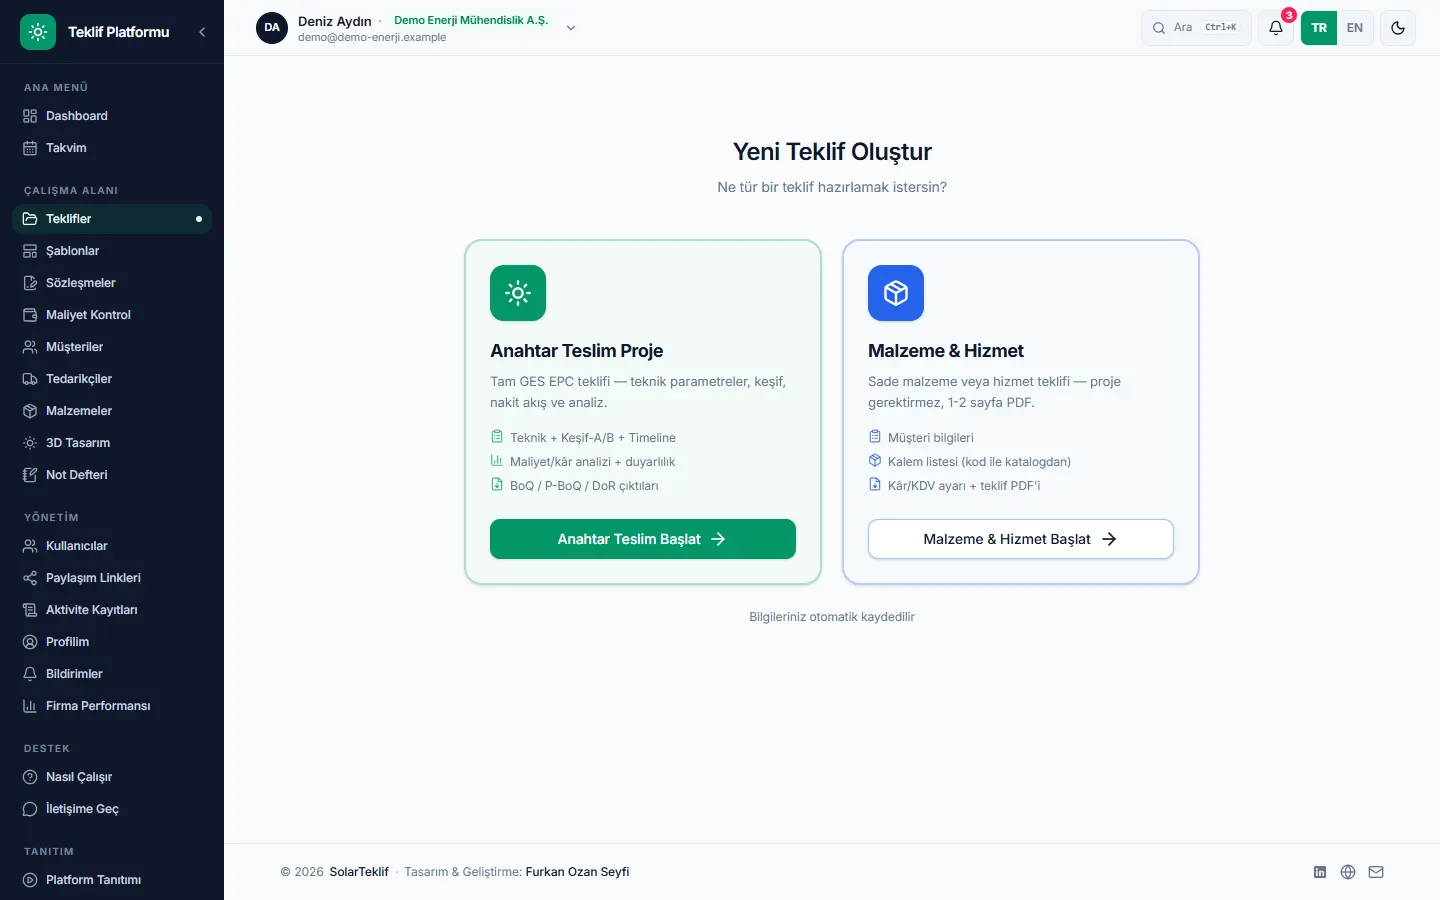 Teklif Platformu
ANA MENÜ
Dashboard
Takvim
ÇALIŞMA ALANI
Teklifler
Şablonlar
Sözleşmeler
Maliyet Kontrol
Müşteriler
Tedarikçiler
Malzemeler
3D Tasarım
Not Defteri
YÖNETİM
Kullanıcılar
Paylaşım Linkleri
Aktivite Kayıtları
Profilim
Bildirimler
Firma Performansı
DESTEK
Nasıl Çalışır
İletişime Geç
TANITIM
Platform Tanıtımı
DA
Deniz Aydın · Demo Enerji Mühendislik A.Ş.
demo@demo-enerji.example
Ara Ctrl+K
3
TR EN
Yeni Teklif Oluştur
Ne tür bir teklif hazırlamak istersin?
Anahtar Teslim Proje
Tam GES EPC teklifi — teknik parametreler, keşif,
nakit akış ve analiz.
Teknik + Keşif-A/B + Timeline
Maliyet/kâr analizi + duyarlılık
BoQ / P-BoQ / DoR çıktıları
Anahtar Teslim Başlat
Malzeme & Hizmet
Sade malzeme veya hizmet teklifi — proje
gerektirmez, 1-2 sayfa PDF.
Müşteri bilgileri
Kalem listesi (kod ile katalogdan)
Kâr/KDV ayarı + teklif PDF'i
Malzeme & Hizmet Başlat
Bilgileriniz otomatik kaydedilir
© 2026 SolarTeklif · Tasarım & Geliştirme: Furkan Ozan Seyfi